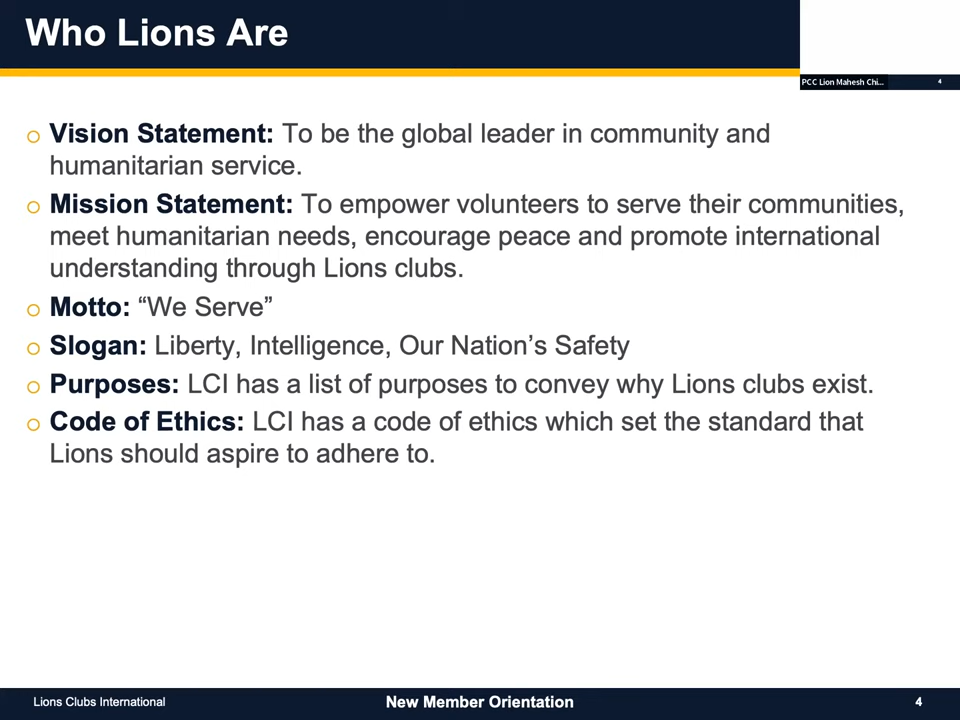 Who Lions Are
PCC Lion Mahesh Chi...
4
o Vision Statement: To be the global leader in community and
humanitarian service.
o Mission Statement: To empower volunteers to serve their communities,
meet humanitarian needs, encourage peace and promote international
understanding through Lions clubs.
o Motto: “We Serve”
o Slogan: Liberty, Intelligence, Our Nation’s Safety
o Purposes: LCI has a list of purposes to convey why Lions clubs exist.
o Code of Ethics: LCI has a code of ethics which set the standard that
Lions should aspire to adhere to.
Lions Clubs International
New Member Orientation
4